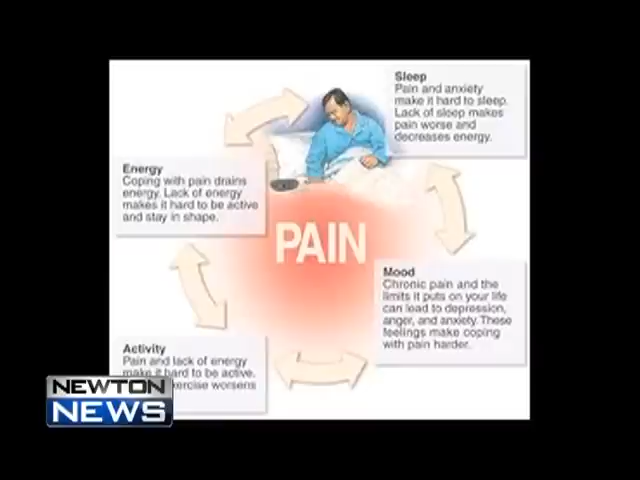 Sleep
Pain and anxiety
make it hard to sleep.
Lack of sleep makes
pain worse and
decreases energy.
Energy
Coping with pain drains
energy. Lack of energy
makes it hard to be active
and stay in shape.
PAIN
Mood
Chronic pain and the
limits it puts on your life
can lead to depression,
anger, and anxiety. These
feelings make coping
with pain harder.
Activity
Pain and lack of energy
make it hard to be active.
worsens
NEWTON
NEWS